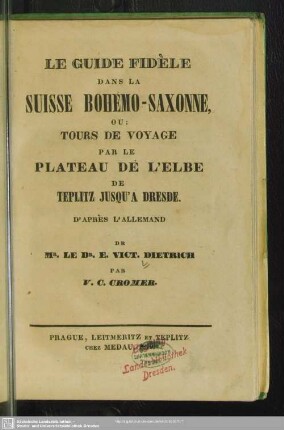 LE GUIDE FIDÈLE
DANS LA
SUISSE BOHÉMO-SAXONNE,
OU:
TOURS DE VOYAGE
PAR LE
PLATEAU DE L'ELBE
DE
TEPLITZ JUSQU'A DRESDE.
D'APRÈS L'ALLEMAND
DE
MR. LE DR. E. VICT. DIETRICH
PAR
V. C. CROMER.
PRAGUE, LEITMERITZ ET TEPLITZ
CHEZ MEDAU
Landesbibliothek
Dresden.